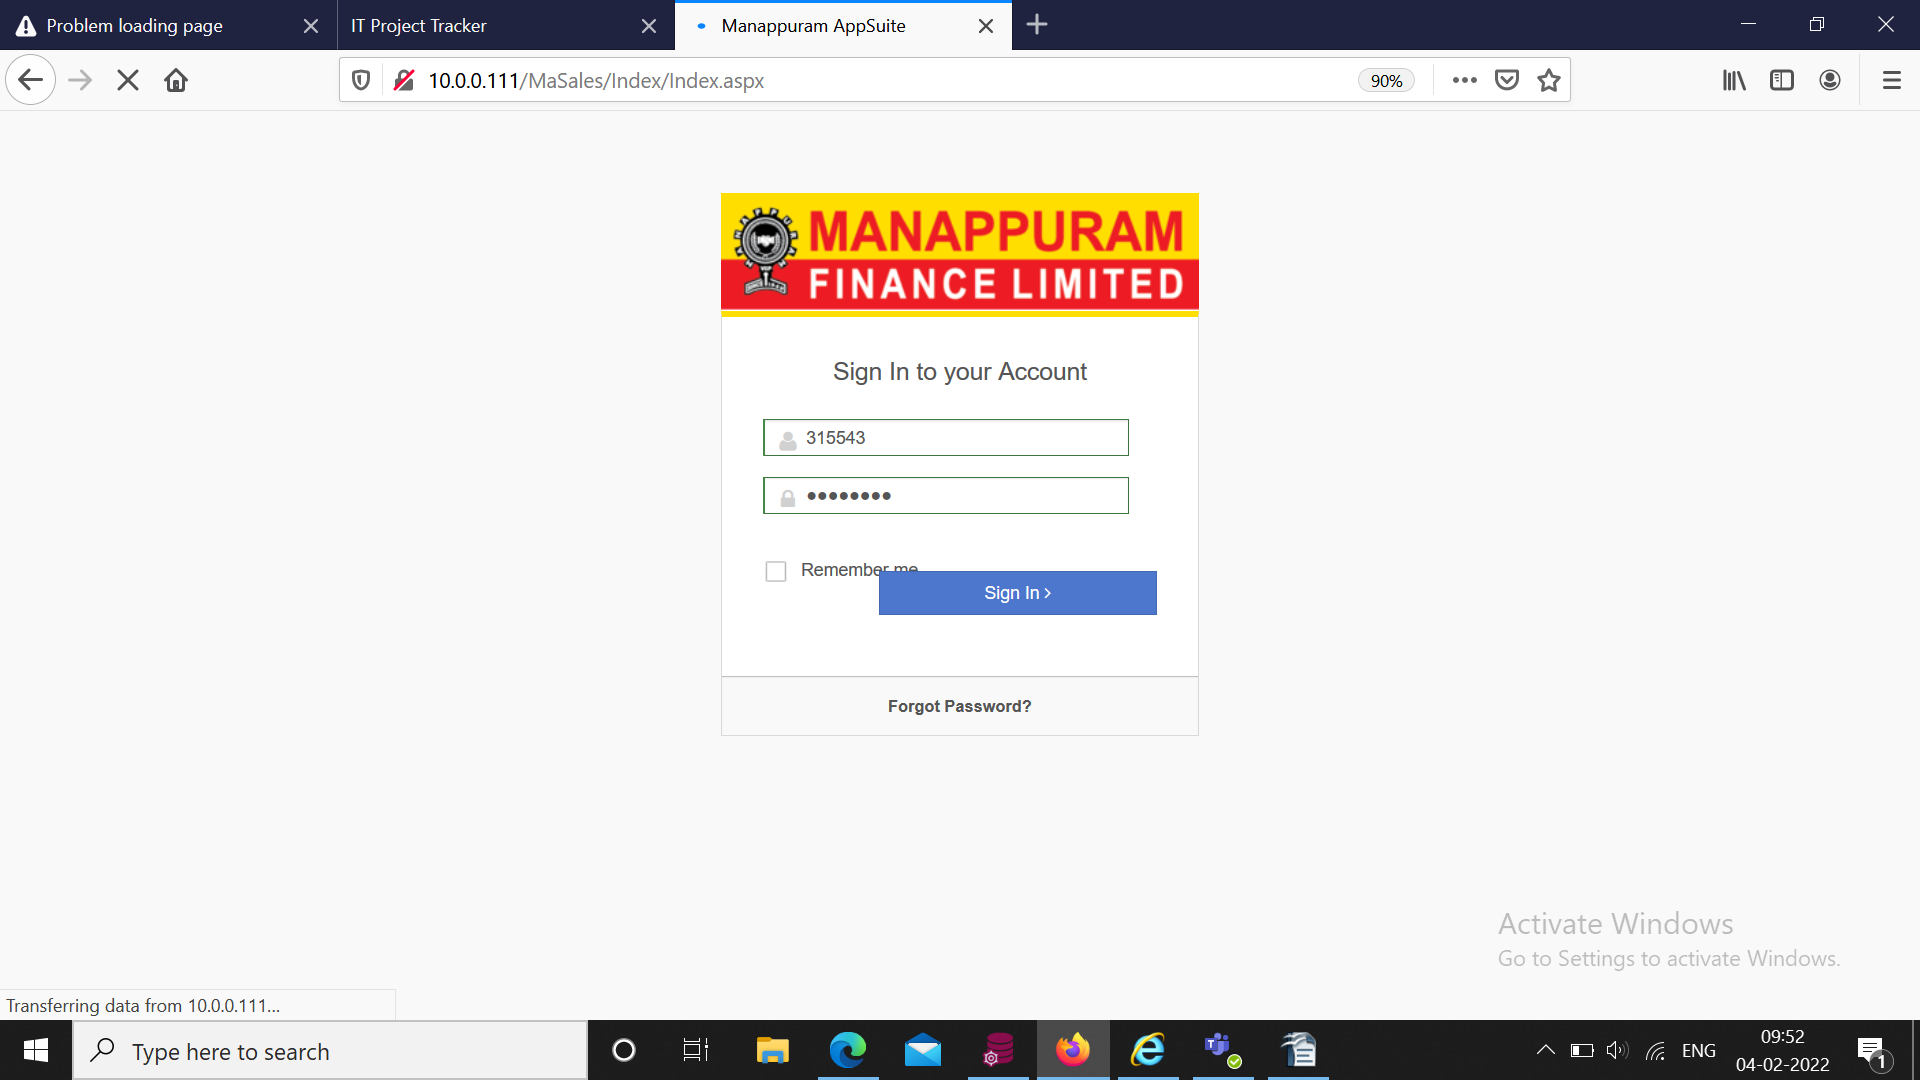 Problem loading page
IT Project Tracker
Manappuram AppSuite
10.0.0.111/MaSales/Index/Index.aspx
90%
MANAPPURAM
FINANCE LIMITED
Sign In to your Account
315543
••••••••
Remember me
Sign In >
Forgot Password?
Activate Windows
Go to Settings to activate Windows.
Transferring data from 10.0.0.111...
Type here to search
ENG
09:52
04-02-2022
1